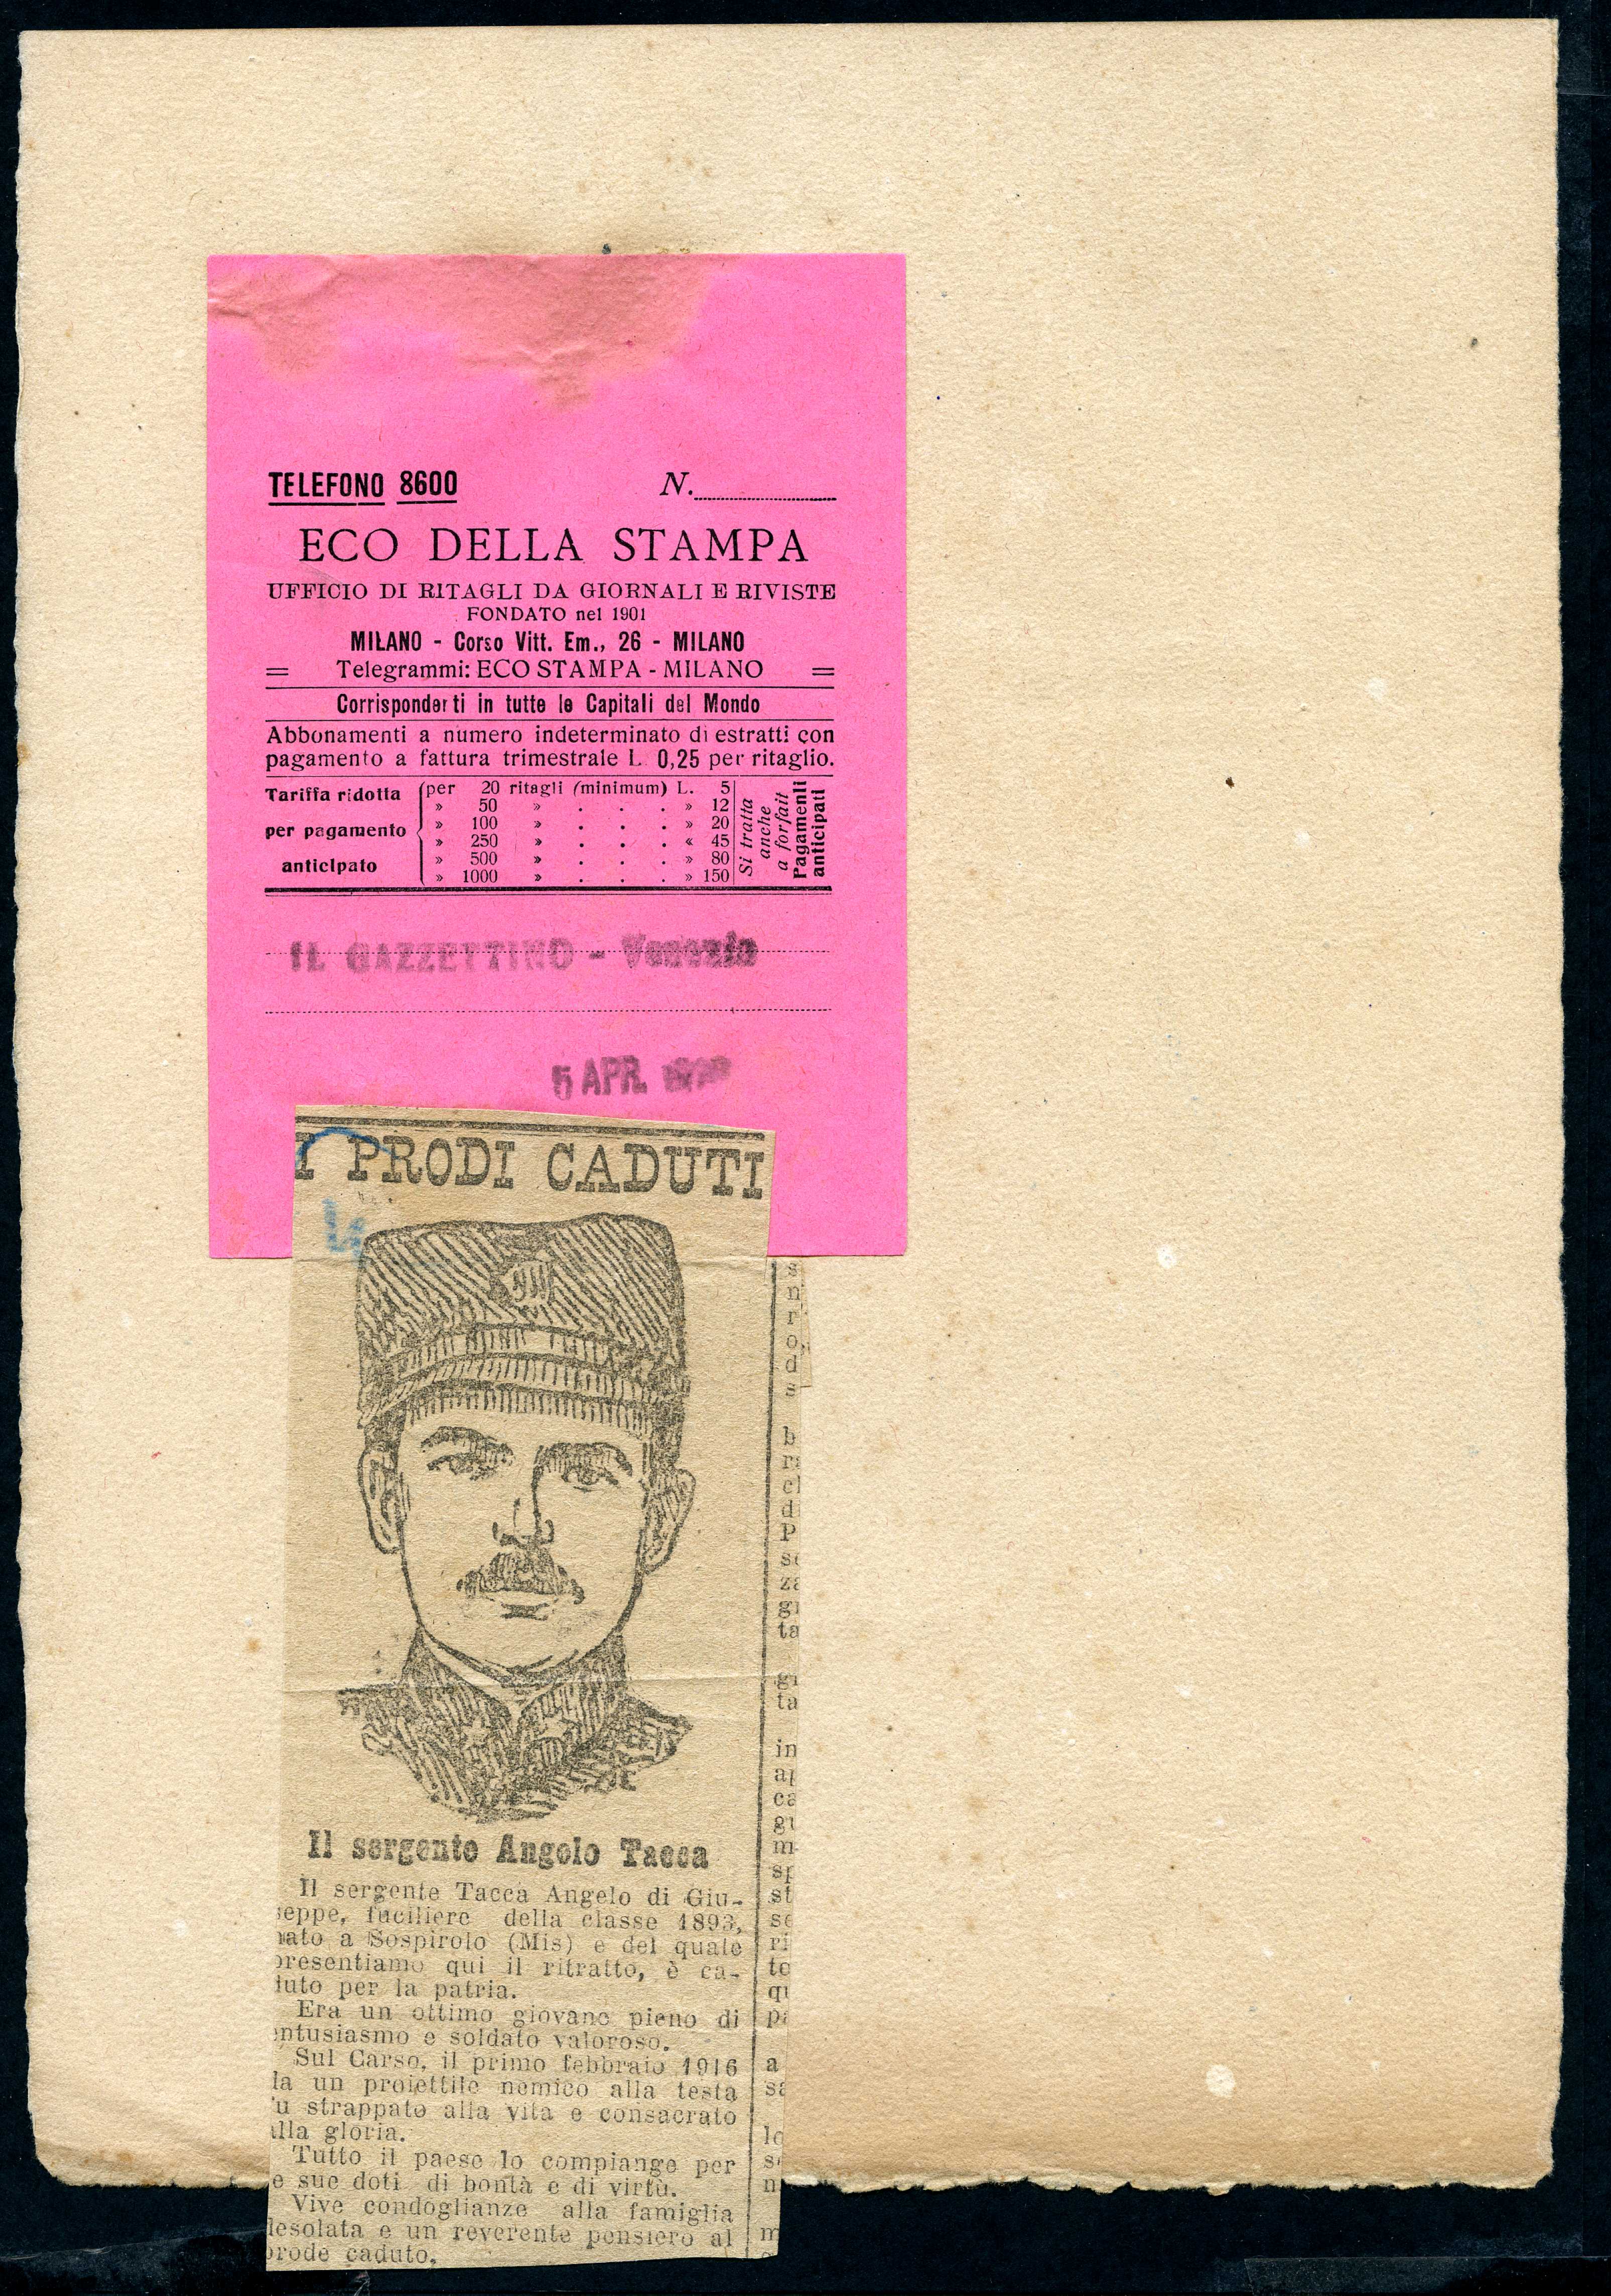 TELEFONO 8600 N.
ECO DELLA STAMPA
UFFICIO DI RITAGLI DA GIORNALI E RIVISTE
FONDATO nel 1901
MILANO - Corso Vitt. Em., 26 - MILANO
= Telegrammi: ECO STAMPA - MILANO =
Corrisponderti in tutte le Capitali del Mondo
Abbonamenti a numero indeterminato di estratti con
pagamento a fattura trimestrale L. 0,25 per ritaglio.
Tariffa ridotta
per pagamento
anticipato
per 20 ritagli (minimum) L. 5
» 50 » . . . » 12
» 100 » . . . » 20
» 250 » . . . « 45
» 500 » . . . » 80
» 1000 » . . . » 150
Si tratta
anche
a forfait
Pagamenli
anticipati
IL GAZZETTINO - Venezia
5 APR.
I PRODI CADUTI
Il sergente Angelo Tacca
Il sergente Tacca Angelo di Giu-
seppe, fuciliere della classe 1893,
nato a Sospirolo (Mis) e del quale
presentiamo qui il ritratto, è ca-
duto per la patria.
Era un ottimo giovane pieno di
entusiasmo e soldato valoroso.
Sul Carso, il primo febbraio 1916
da un proiettile nemico alla testa
fu strappato alla vita e consacrato
alla gloria.
Tutto il paese lo compiange per
e sue doti di bontà e di virtù.
Vive condoglianze alla famiglia
desolata e un reverente pensiero al
prode caduto.